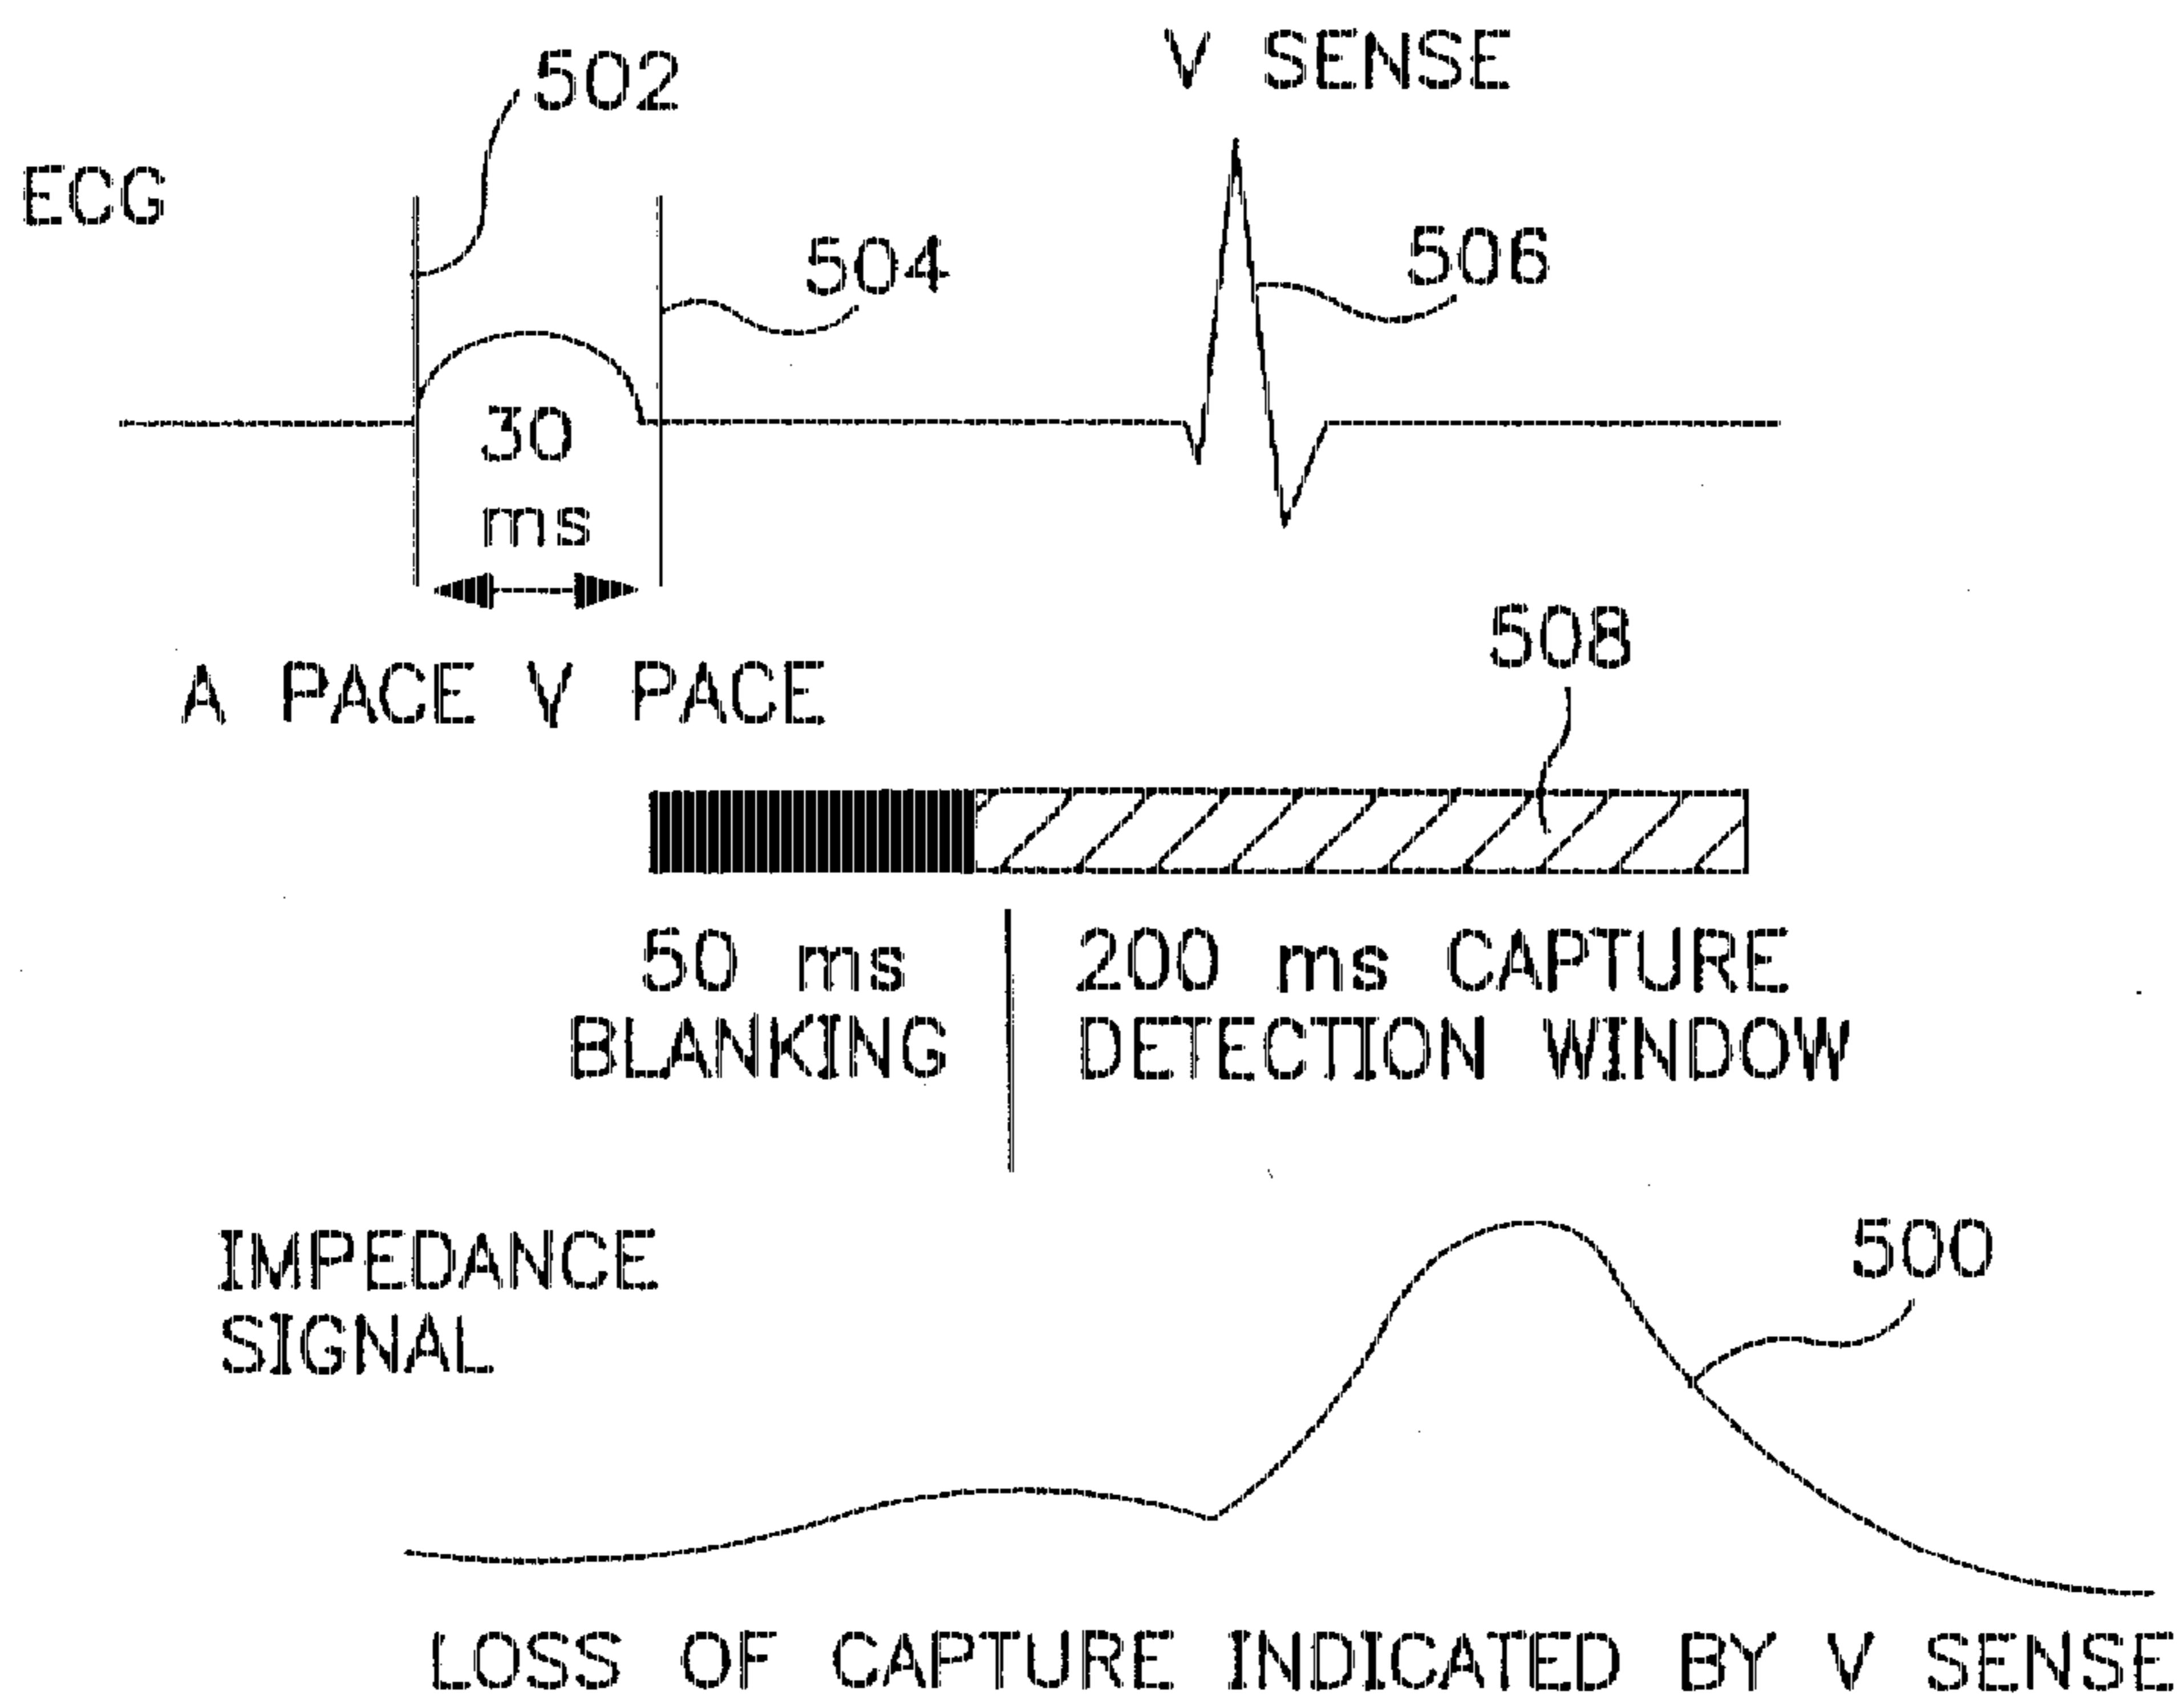 502
V SENSE
ECG
504
506
30
ms
508
A PACE V PACE
50 ms
BLANKING
200 ms CAPTURE
DETECTION WINDOW
IMPEDANCE
SIGNAL
500
LOSS OF CAPTURE INDICATED BY V SENSE